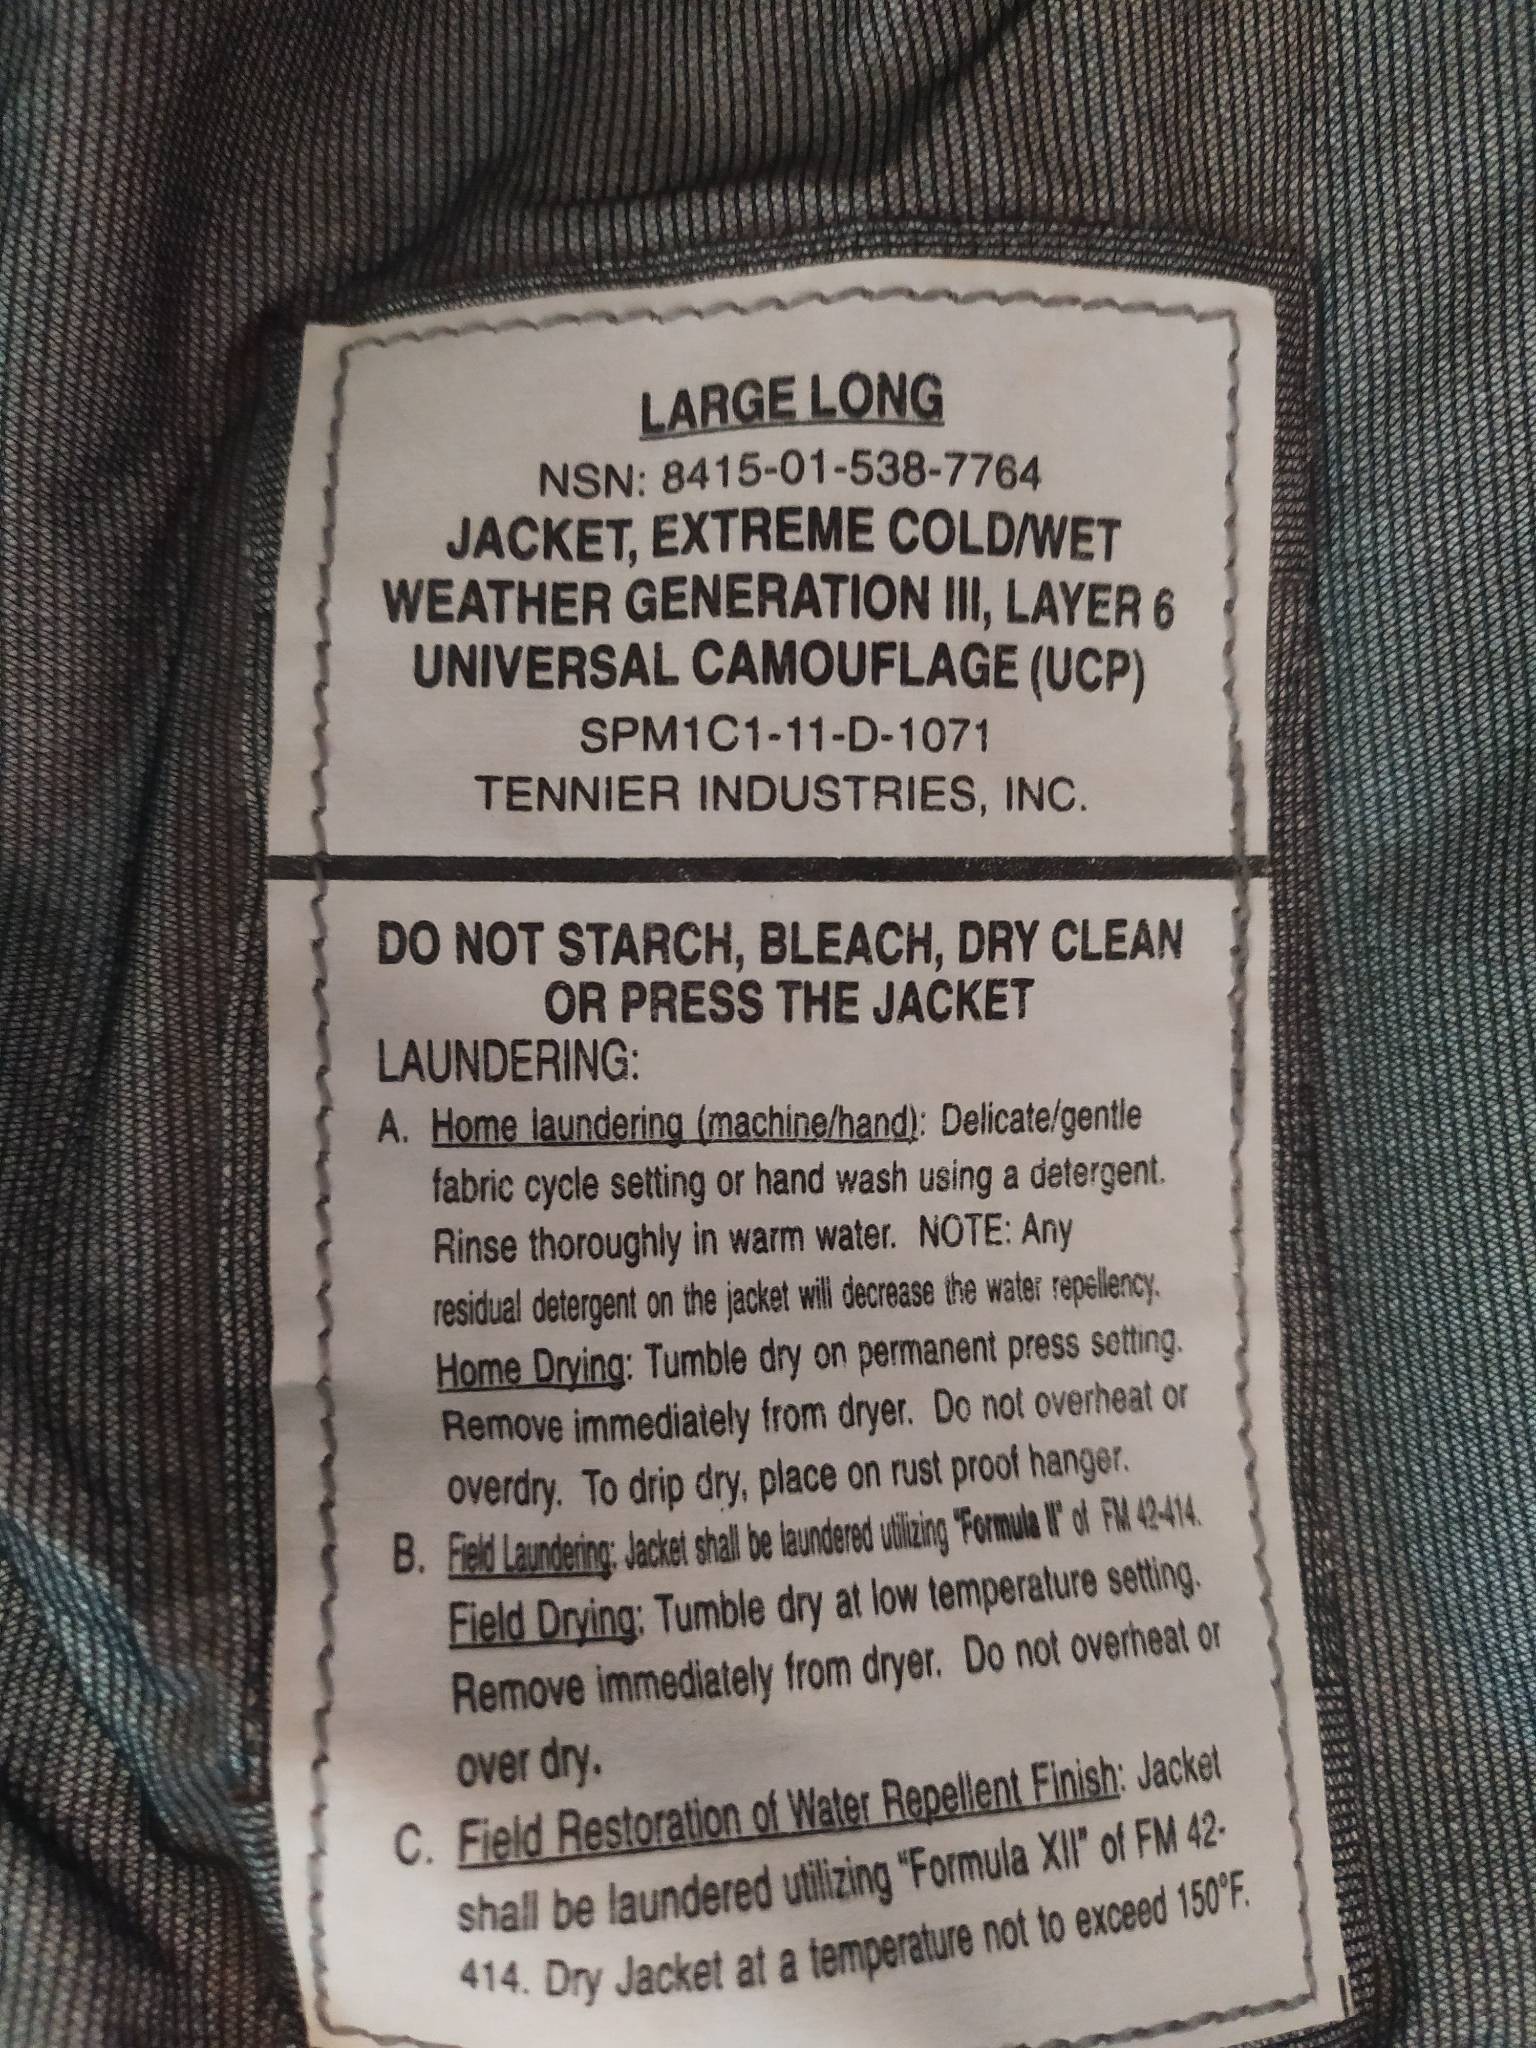 LARGE LONG
NSN: 8415-01-538-7764
JACKET, EXTREME COLD/WET
WEATHER GENERATION III, LAYER 6
UNIVERSAL CAMOUFLAGE (UCP)
SPM1C1-11-D-1071
TENNIER INDUSTRIES, INC.
DO NOT STARCH, BLEACH, DRY CLEAN
OR PRESS THE JACKET
LAUNDERING:
A. Home laundering (machine/hand): Delicate/gentle
fabric cycle setting or hand wash using a detergent.
Rinse thoroughly in warm water. NOTE: Any
residual detergent on the jacket will decrease the water repellency.
Home Drying: Tumble dry on permanent press setting.
Remove immediately from dryer. Do not overheat or
overdry. To drip dry, place on rust proof hanger.
B. Field Laundering: Jacket shall be laundered utilizing "Formula II" of FM 42-414.
Field Drying: Tumble dry at low temperature setting.
Remove immediately from dryer. Do not overheat or
over dry.
C. Field Restoration of Water Repellent Finish: Jacket
shall be laundered utilizing "Formula XII" of FM 42-
414. Dry Jacket at a temperature not to exceed 150°F.